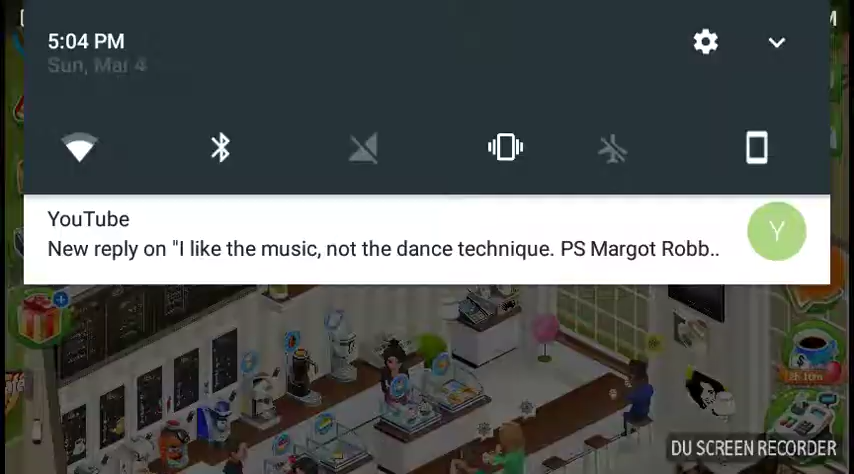 5:04 PM
Sun, Mar 4
YouTube
New reply on "I like the music, not the dance technique. PS Margot Robb..
Y
DU SCREEN RECORDER